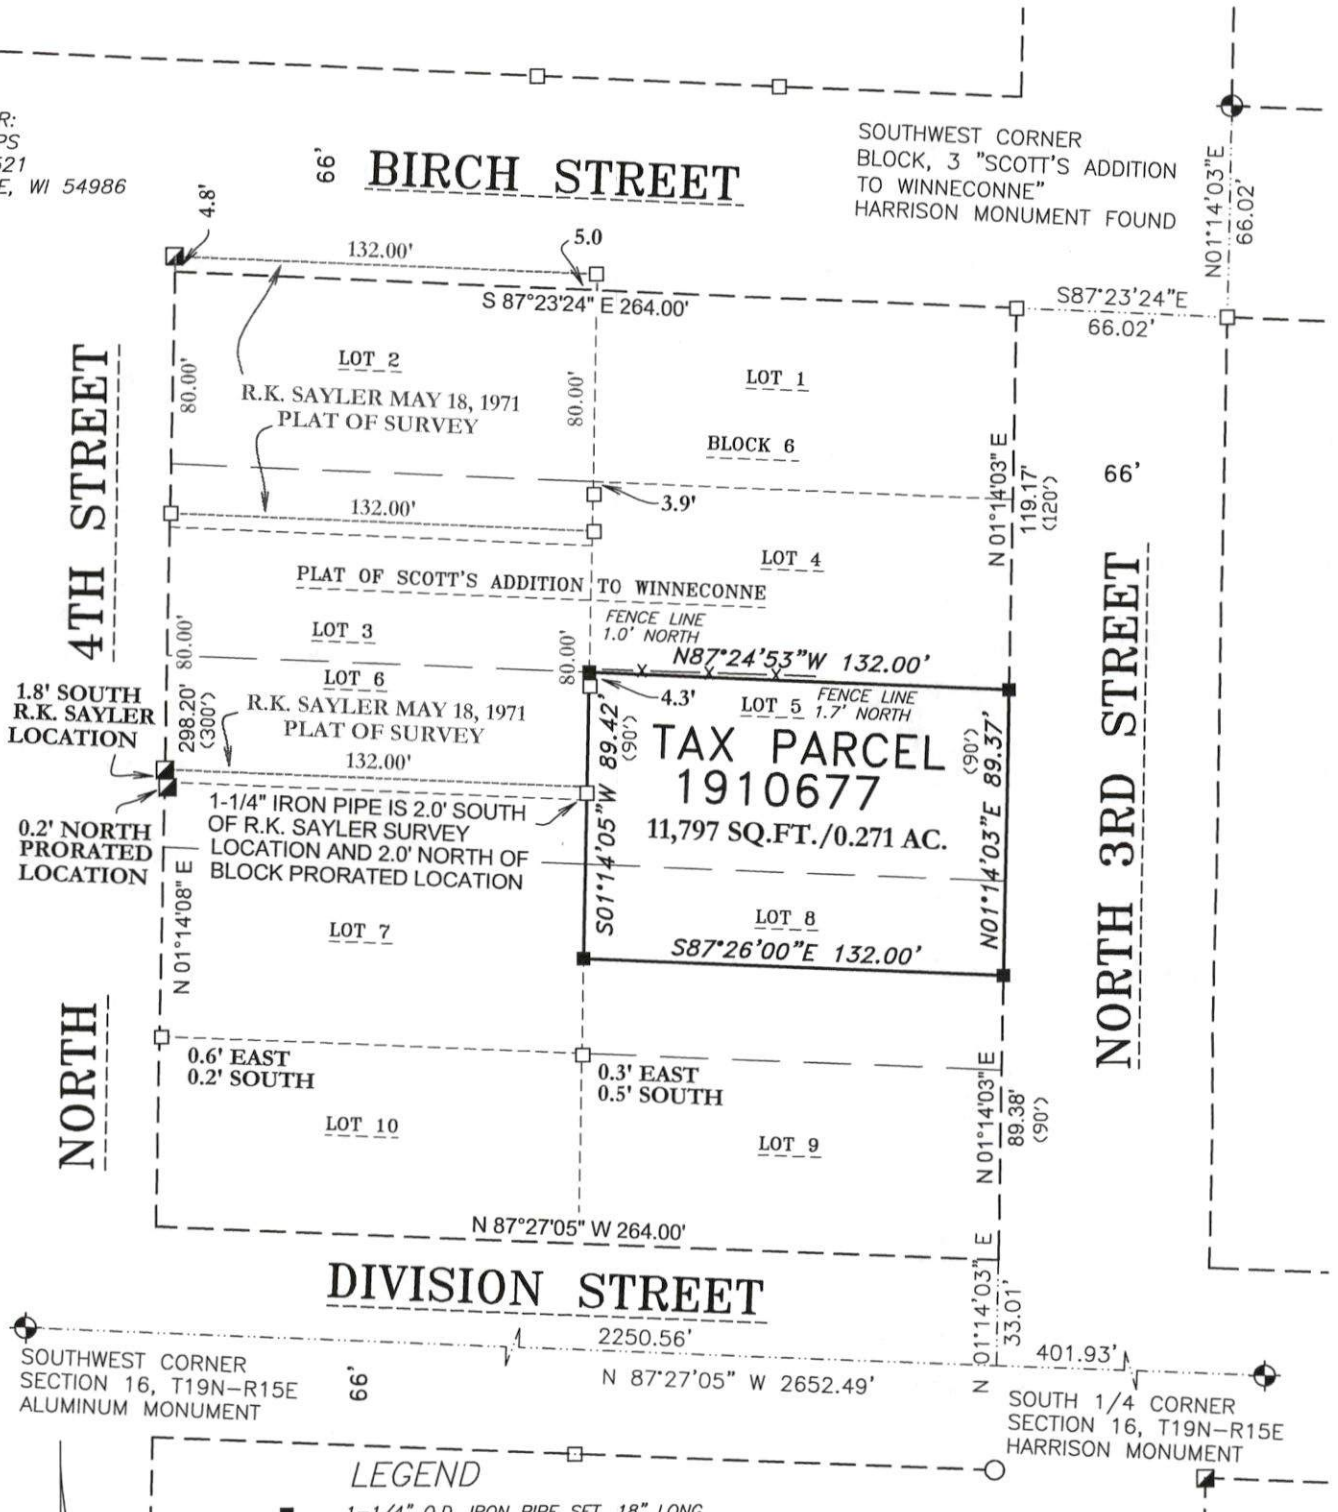 R:
PS
521
E, WI 54986
66'
BIRCH STREET
SOUTHWEST CORNER
BLOCK, 3 "SCOTT'S ADDITION
TO WINNECONNE"
HARRISON MONUMENT FOUND
N01°14'03"E
66.02'
4.8'
132.00'
5.0
S 87°23'24" E 264.00'
S87°23'24"E
66.02'
4TH STREET
80.00'
LOT 2
R.K. SAYLER MAY 18, 1971
PLAT OF SURVEY
80.00'
LOT 1
BLOCK 6
N 01°14'03" E
119.17'
(120')
66'
132.00'
3.9'
LOT 4
PLAT OF SCOTT'S ADDITION TO WINNECONNE
LOT 3
80.00'
80.00'
FENCE LINE
1.0' NORTH
N87°24'53"W 132.00'
NORTH 3RD STREET
LOT 6
R.K. SAYLER MAY 18, 1971
PLAT OF SURVEY
132.00'
298.20'
(300')
1.8' SOUTH
R.K. SAYLER
LOCATION
4.3'
LOT 5
FENCE LINE
1.7' NORTH
TAX PARCEL
1910677
11,797 SQ.FT./0.271 AC.
S01°14'05"W 89.42'
(90')
(90')
N01°14'03"E 89.37'
0.2' NORTH
PRORATED
LOCATION
1-1/4" IRON PIPE IS 2.0' SOUTH
OF R.K. SAYLER SURVEY
LOCATION AND 2.0' NORTH OF
BLOCK PRORATED LOCATION
N 01°14'08" E
LOT 7
LOT 8
S87°26'00"E 132.00'
NORTH
0.6' EAST
0.2' SOUTH
0.3' EAST
0.5' SOUTH
LOT 10
LOT 9
N 01°14'03" E
89.38'
(90')
N 87°27'05" W 264.00'
DIVISION STREET
N 01°14'03" E
33.01'
2250.56'
401.93'
N 87°27'05" W 2652.49'
SOUTHWEST CORNER
SECTION 16, T19N-R15E
ALUMINUM MONUMENT
66'
SOUTH 1/4 CORNER
SECTION 16, T19N-R15E
HARRISON MONUMENT
LEGEND
1-1/4" O.D. IRON PIPE SET, 18" LONG